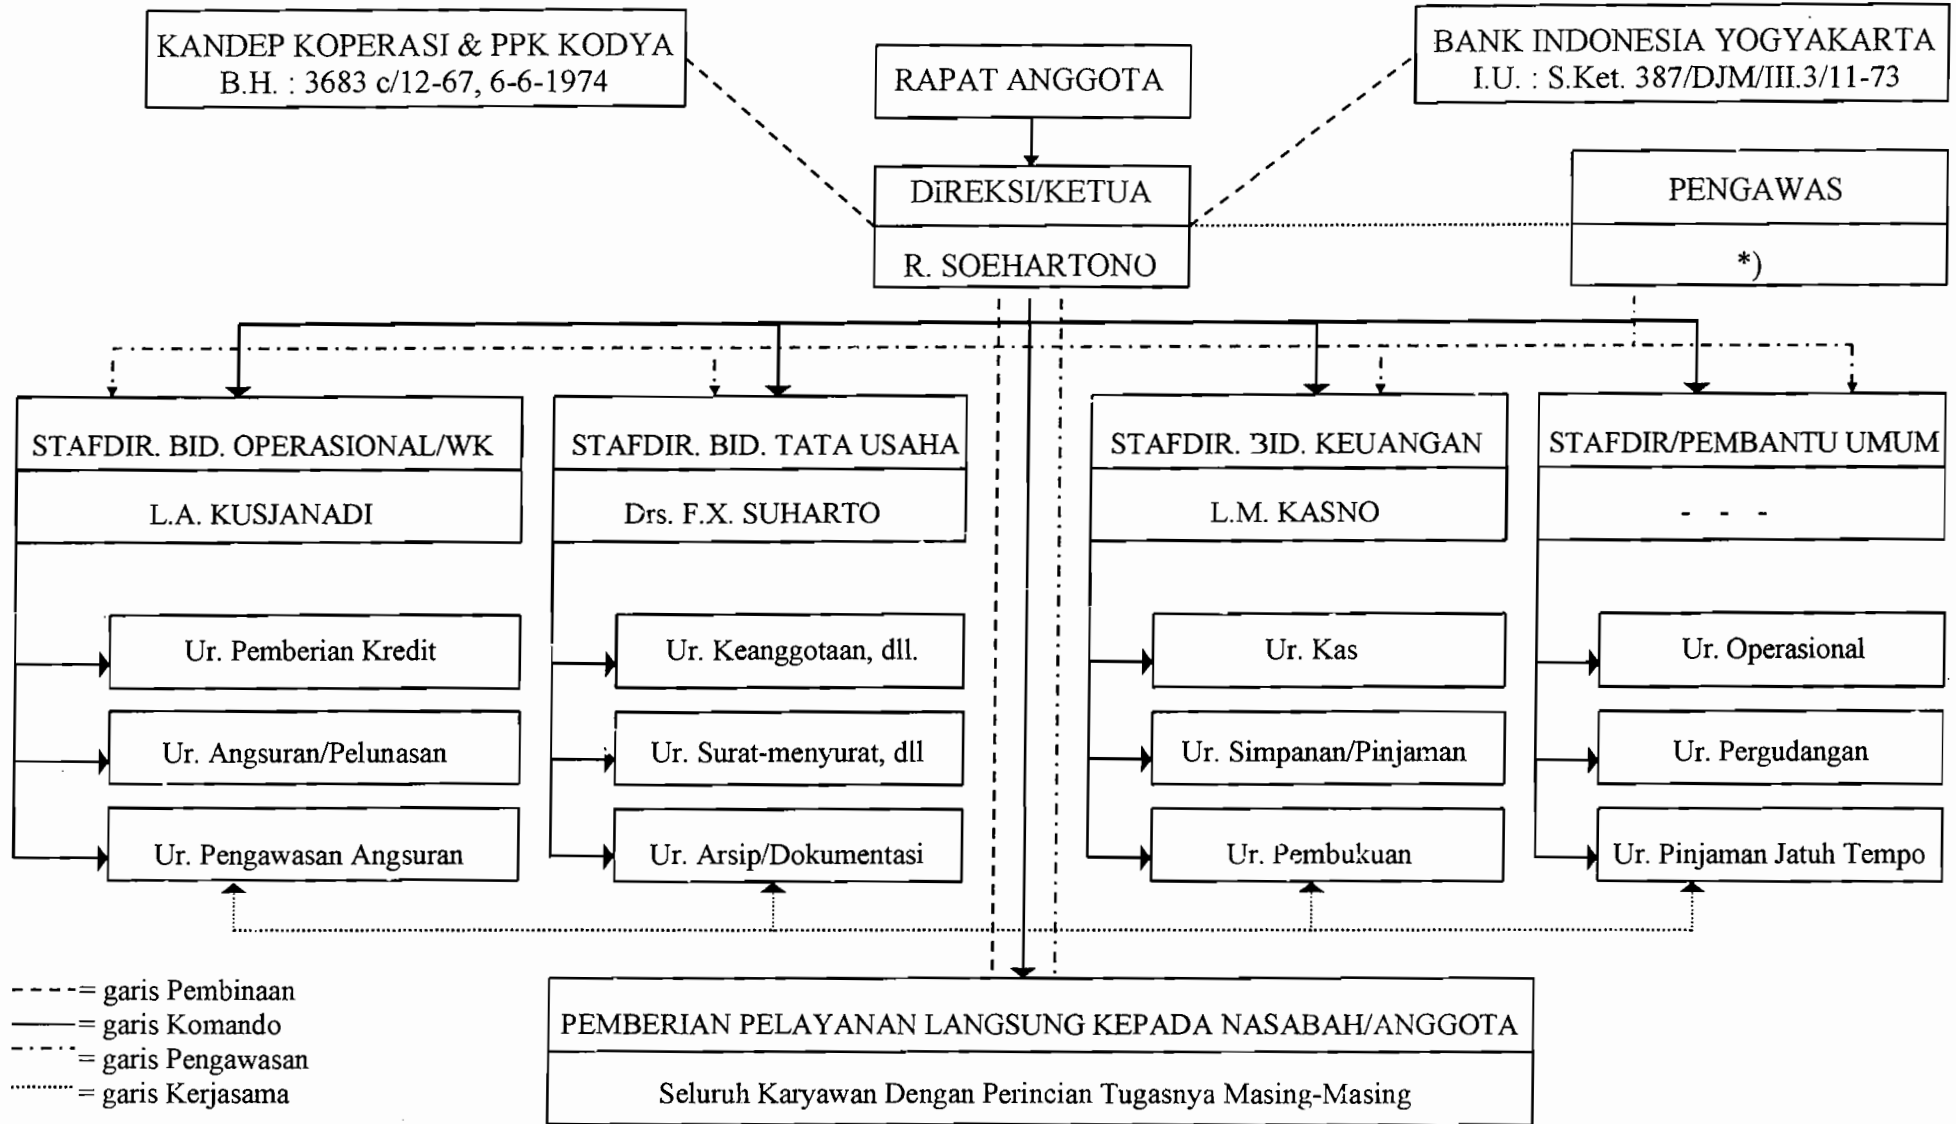 KANDEP KOPERASI & PPK KODYA
B.H. : 3683 c/12-67, 6-6-1974
RAPAT ANGGOTA
BANK INDONESIA YOGYAKARTA
I.U. : S.Ket. 387/DJM/III.3/11-73
DIREKSI/KETUA
R. SOEHARTONO
PENGAWAS
*)
STAFDIR. BID. OPERASIONAL/WK
L.A. KUSJANADI
STAFDIR. BID. TATA USAHA
Drs. F.X. SUHARTO
STAFDIR. BID. KEUANGAN
L.M. KASNO
STAFDIR/PEMBANTU UMUM
- - -
Ur. Pemberian Kredit
Ur. Angsuran/Pelunasan
Ur. Pengawasan Angsuran
Ur. Keanggotaan, dll.
Ur. Surat-menyurat, dll
Ur. Arsip/Dokumentasi
Ur. Kas
Ur. Simpanan/Pinjaman
Ur. Pembukuan
Ur. Operasional
Ur. Pergudangan
Ur. Pinjaman Jatuh Tempo
= garis Pembinaan
= garis Komando
= garis Pengawasan
= garis Kerjasama
PEMBERIAN PELAYANAN LANGSUNG KEPADA NASABAH/ANGGOTA
Seluruh Karyawan Dengan Perincian Tugasnya Masing-Masing